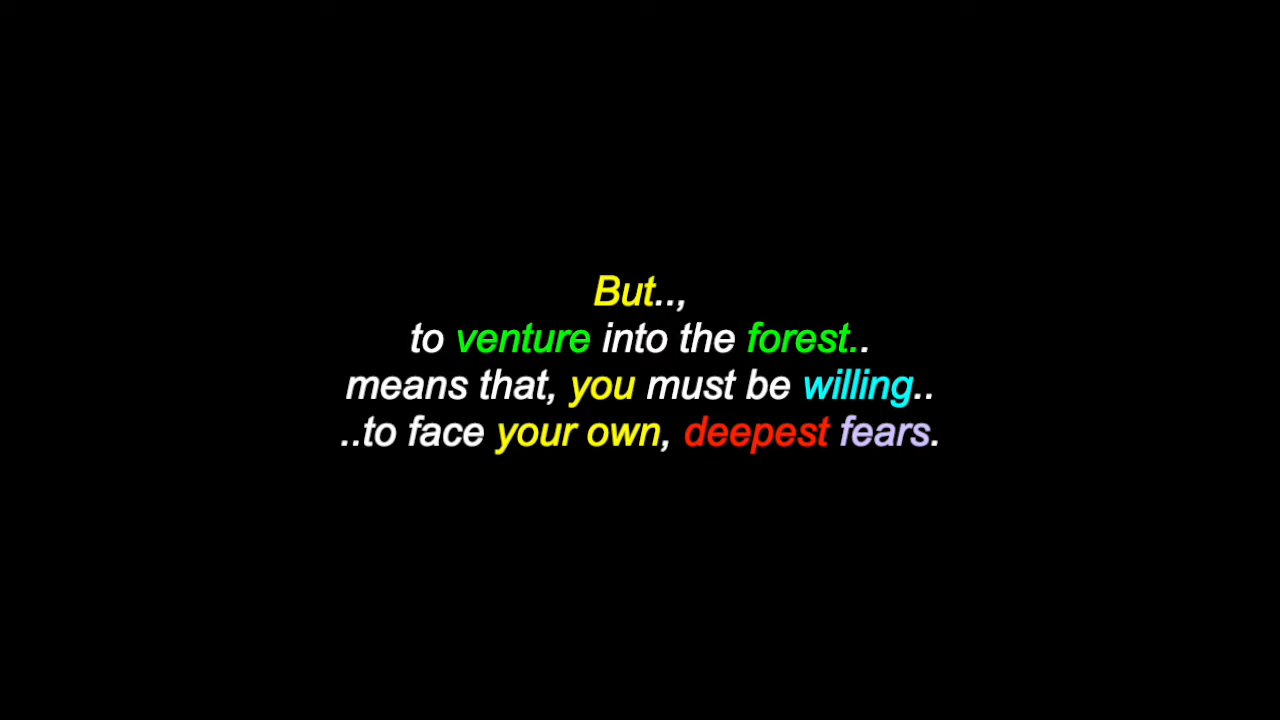 But..,
to venture into the forest..
means that, you must be willing..
..to face your own, deepest fears.